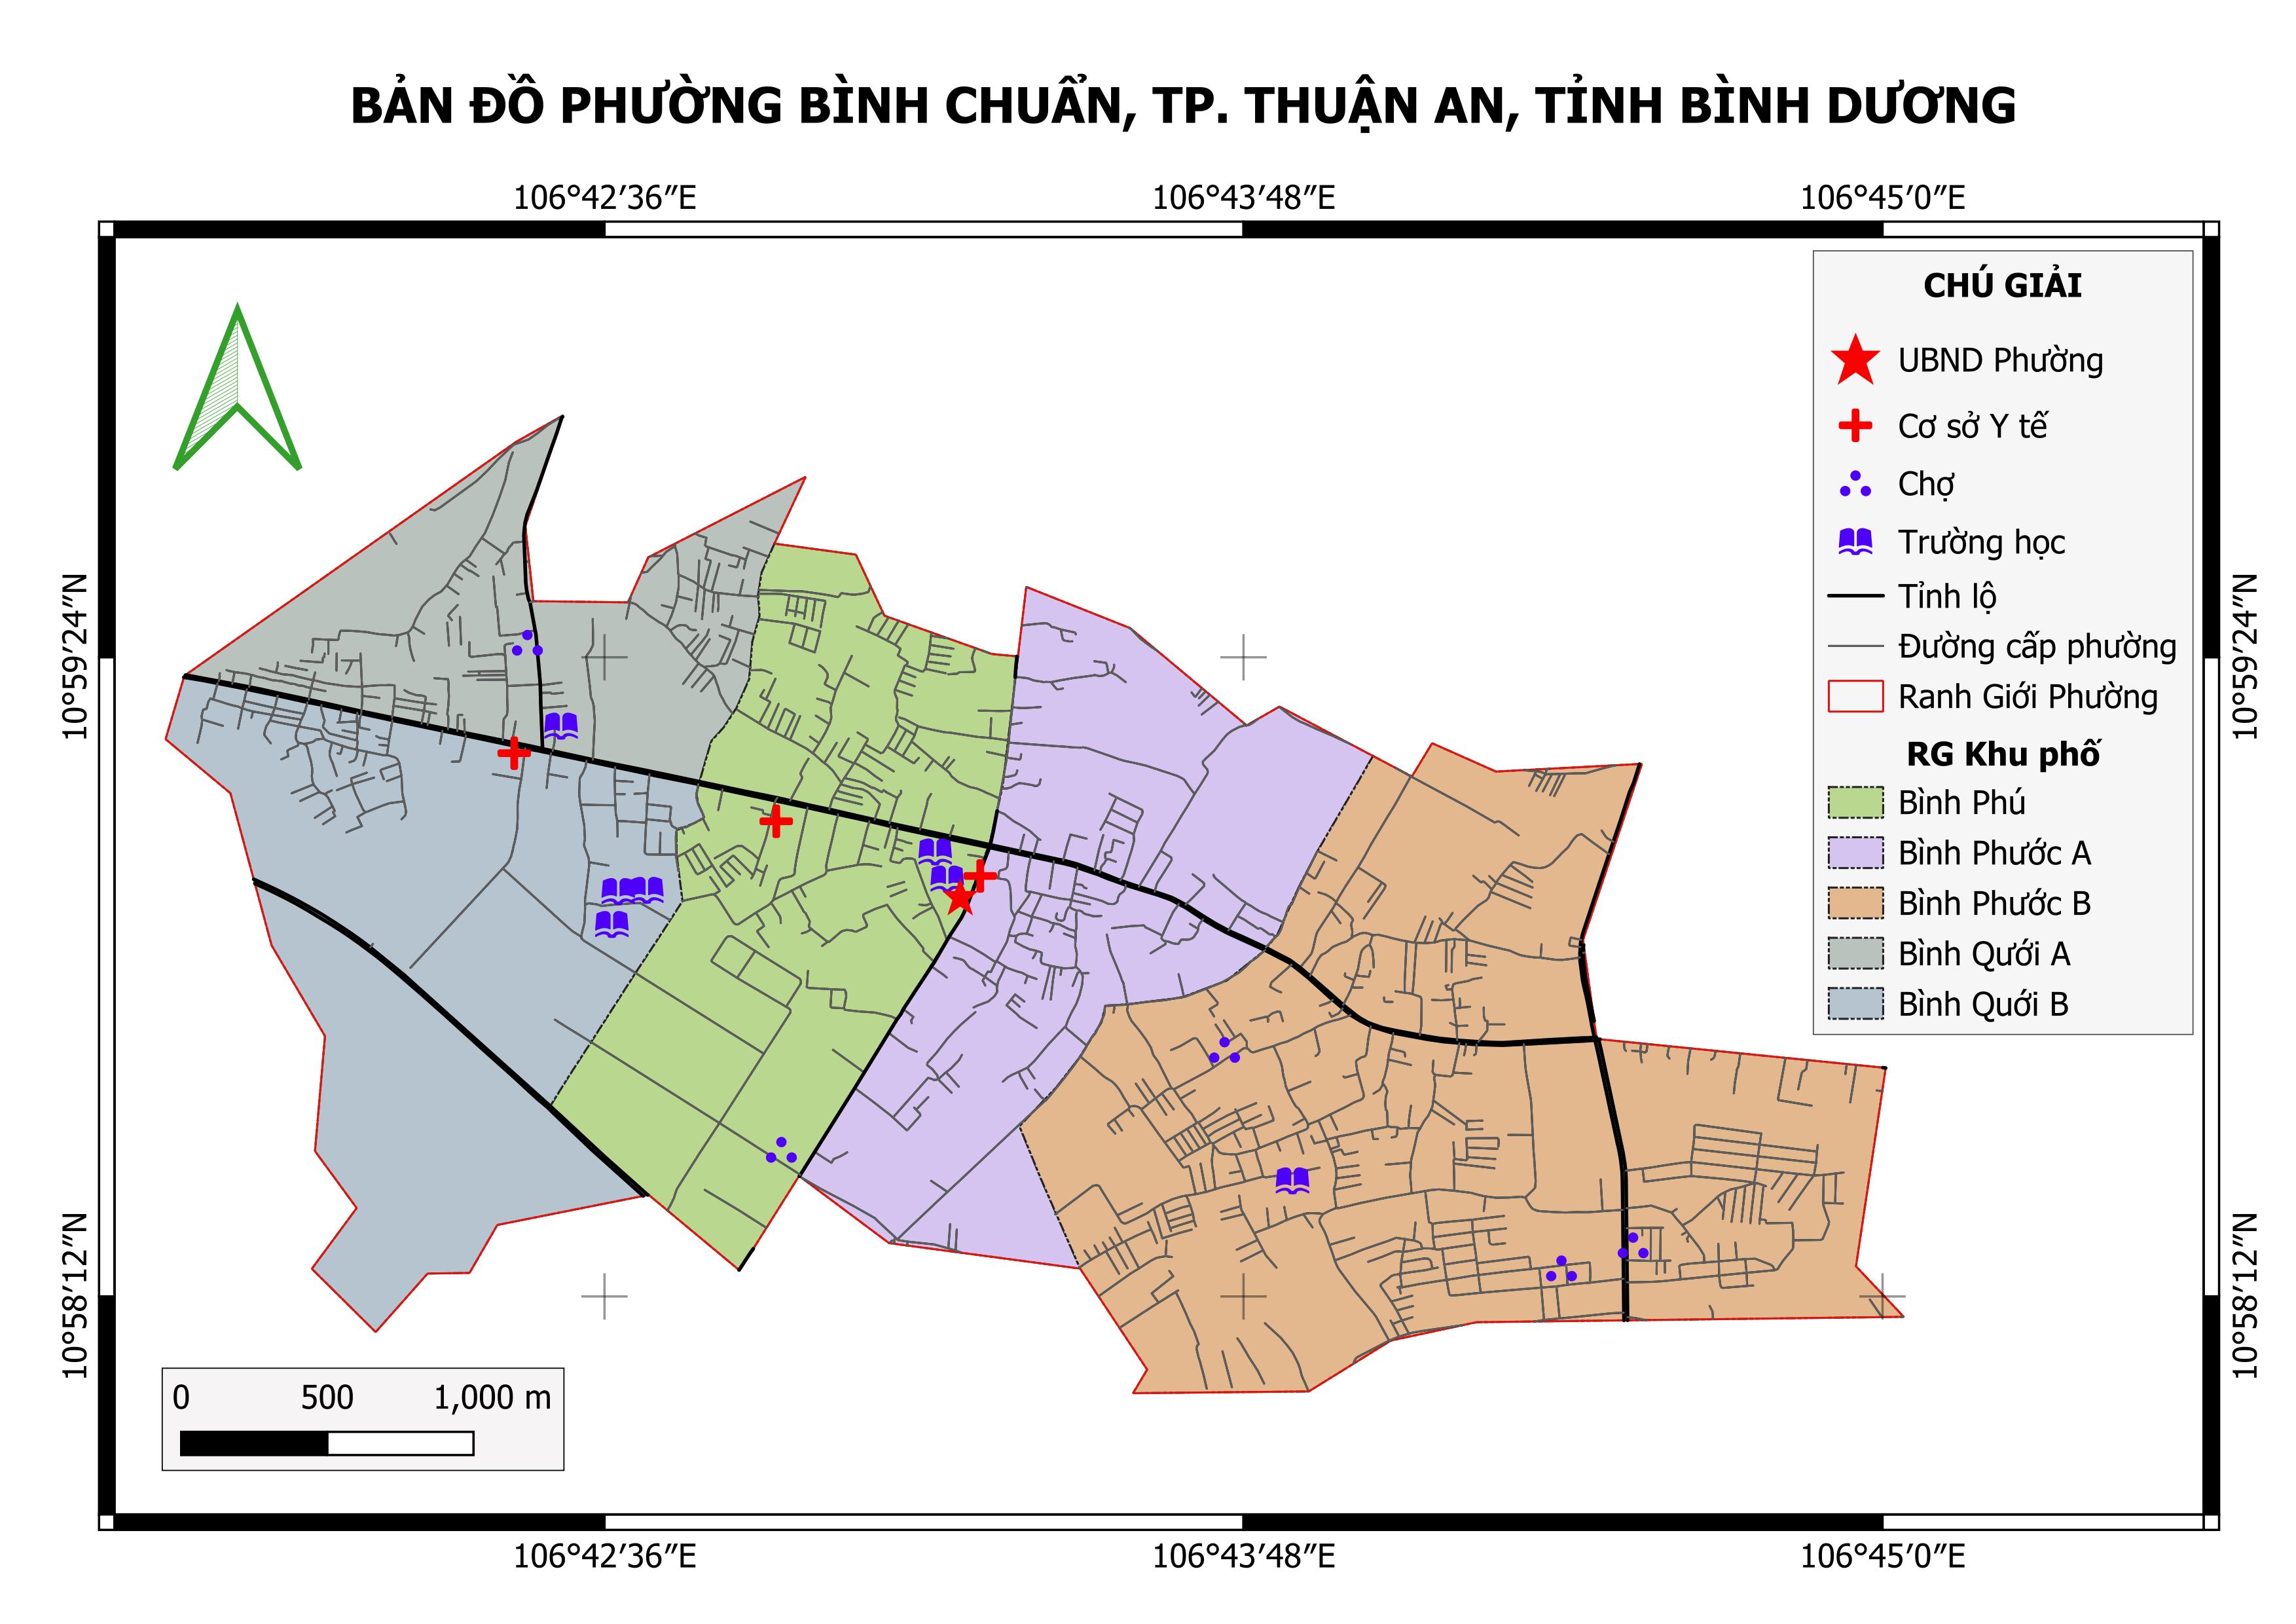 BẢN ĐỒ PHƯỜNG BÌNH CHUẨN, TP. THUẬN AN, TỈNH BÌNH DƯƠNG
106°42′36″E
106°43′48″E
106°45′0″E
CHÚ GIẢI
UBND Phường
Cơ sở Y tế
Chợ
Trường học
Tỉnh lộ
Đường cấp phường
Ranh Giới Phường
RG Khu phố
Bình Phú
Bình Phước A
Bình Phước B
Bình Qưới A
Bình Qưới B
10°59′24″N
10°59′24″N
10°58′12″N
10°58′12″N
0 500 1,000 m
106°42′36″E
106°43′48″E
106°45′0″E